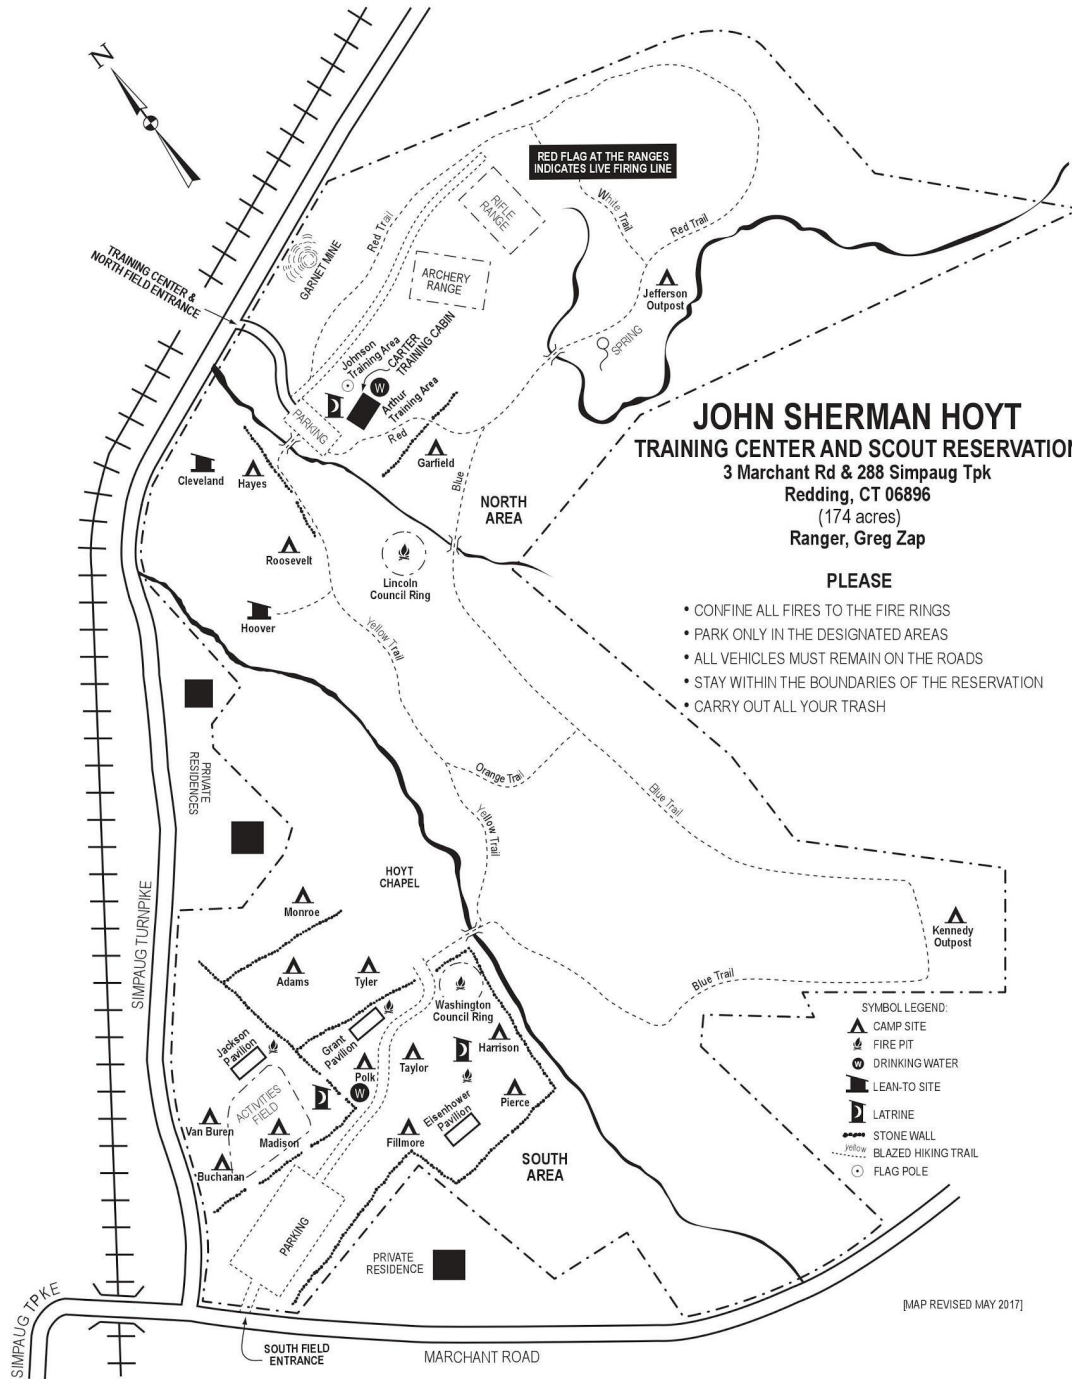 N
RED FLAG AT THE RANGES
INDICATES LIVE FIRING LINE
RIFLE
RANGE
White Trail
Red Trail
Red Trail
GARNET MINE
TRAINING CENTER &
NORTH FIELD ENTRANCE
ARCHERY
RANGE
Jefferson
Outpost
SPRING
Johnson
Training Area
CARTER
TRAINING CABIN
W
Arthur
Training Area
PARKING
Red
Garfield
Cleveland
Hayes
Blue
NORTH
AREA
JOHN SHERMAN HOYT
TRAINING CENTER AND SCOUT RESERVATION
3 Marchant Rd & 288 Simpaug Tpk
Redding, CT 06896
(174 acres)
Ranger, Greg Zap
Roosevelt
Lincoln
Council Ring
PLEASE
• CONFINE ALL FIRES TO THE FIRE RINGS
• PARK ONLY IN THE DESIGNATED AREAS
• ALL VEHICLES MUST REMAIN ON THE ROADS
• STAY WITHIN THE BOUNDARIES OF THE RESERVATION
• CARRY OUT ALL YOUR TRASH
Hoover
Yellow Trail
PRIVATE
RESIDENCES
Orange Trail
Blue Trail
Yellow Trail
HOYT
CHAPEL
SIMPAUG TURNPIKE
Monroe
Kennedy
Outpost
Adams
Tyler
Blue Trail
Washington
Council Ring
Jackson
Pavilion
Grant
Pavilion
Harrison
Polk
Taylor
W
ACTIVITIES
FIELD
Pierce
Eisenhower
Pavilion
Van Buren
Madison
Fillmore
Buchanan
SOUTH
AREA
PARKING
PRIVATE
RESIDENCE
SYMBOL LEGEND:
CAMP SITE
FIRE PIT
W DRINKING WATER
LEAN-TO SITE
LATRINE
STONE WALL
yellow BLAZED HIKING TRAIL
FLAG POLE
[MAP REVISED MAY 2017]
SIMPAUG TPKE
SOUTH FIELD
ENTRANCE
MARCHANT ROAD